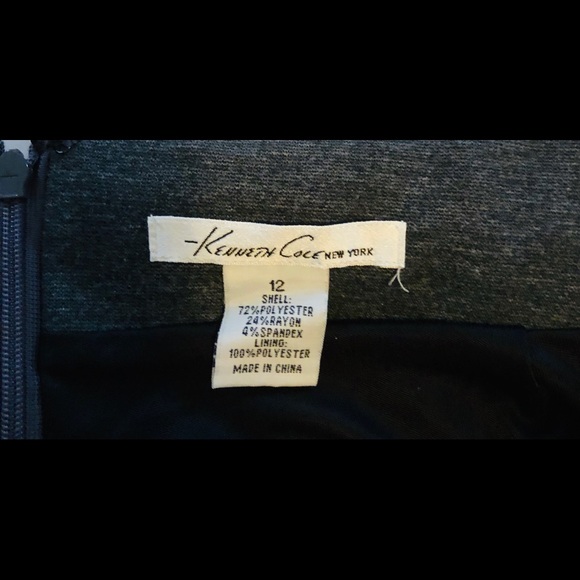 Kenneth Cole NEW YORK
12
SHELL:
72%POLYESTER
24%RAYON
4%SPANDEX
LINING:
100%POLYESTER
MADE IN CHINA